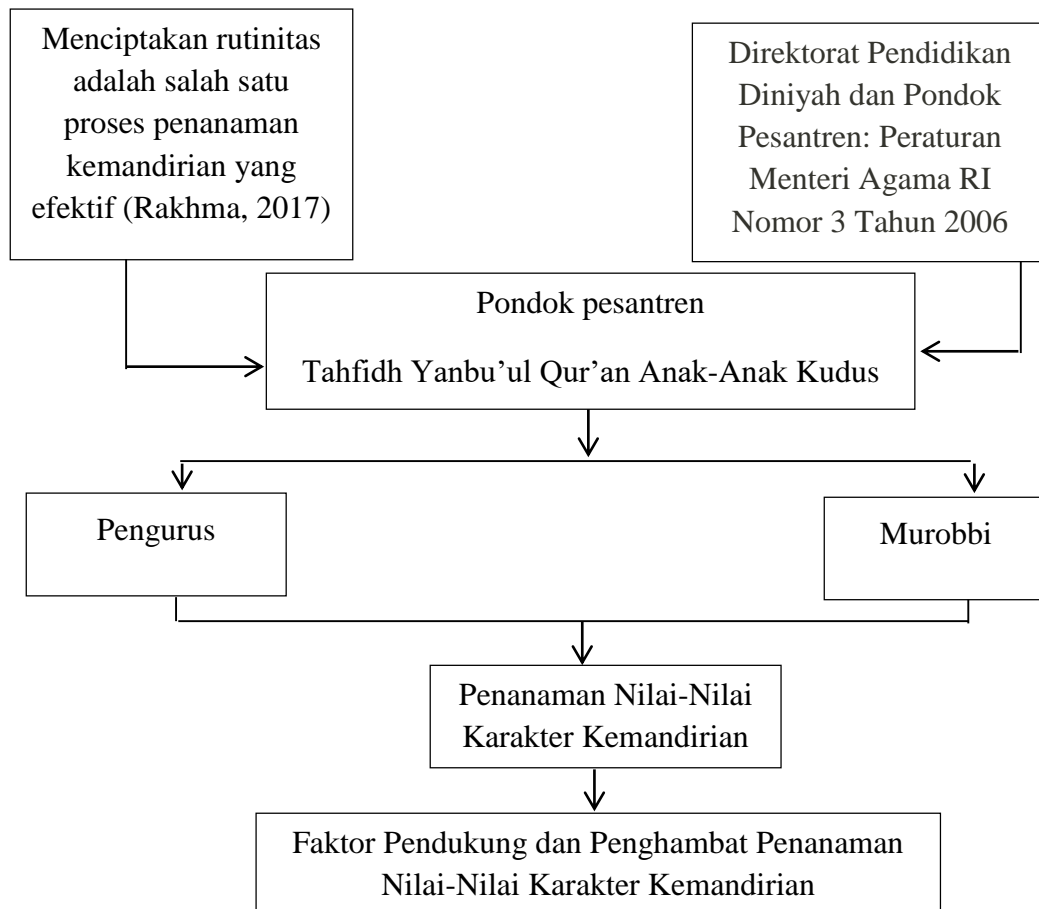 Menciptakan rutinitas
adalah salah satu
proses penanaman
kemandirian yang
efektif (Rakhma, 2017)
Direktorat Pendidikan
Diniyah dan Pondok
Pesantren: Peraturan
Menteri Agama RI
Nomor 3 Tahun 2006
Pondok pesantren
Tahfidh Yanbu’ul Qur’an Anak-Anak Kudus
Pengurus
Murobbi
Penanaman Nilai-Nilai
Karakter Kemandirian
Faktor Pendukung dan Penghambat Penanaman
Nilai-Nilai Karakter Kemandirian